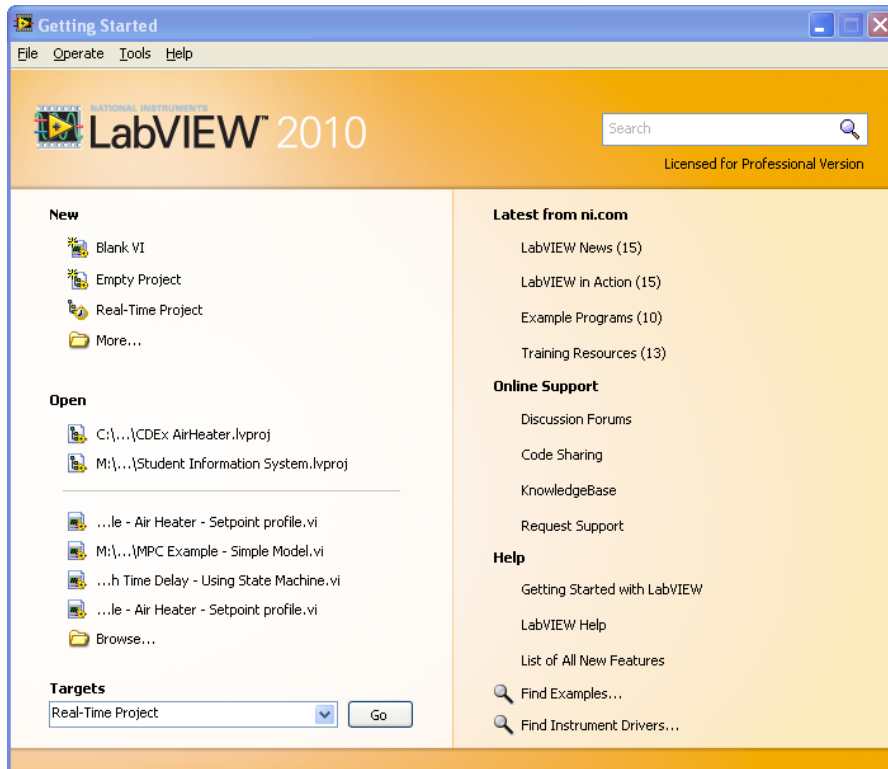 Getting Started
File Operate Tools Help
NATIONAL INSTRUMENTS
LabVIEW™ 2010
Search
Licensed for Professional Version
New
Blank VI
Empty Project
Real-Time Project
More...
Open
C:\...\CDEx AirHeater.lvproj
M:\...\Student Information System.lvproj
...le - Air Heater - Setpoint profile.vi
M:\...\MPC Example - Simple Model.vi
...h Time Delay - Using State Machine.vi
...le - Air Heater - Setpoint profile.vi
Browse...
Targets
Real-Time Project
Go
Latest from ni.com
LabVIEW News (15)
LabVIEW in Action (15)
Example Programs (10)
Training Resources (13)
Online Support
Discussion Forums
Code Sharing
KnowledgeBase
Request Support
Help
Getting Started with LabVIEW
LabVIEW Help
List of All New Features
Find Examples...
Find Instrument Drivers...